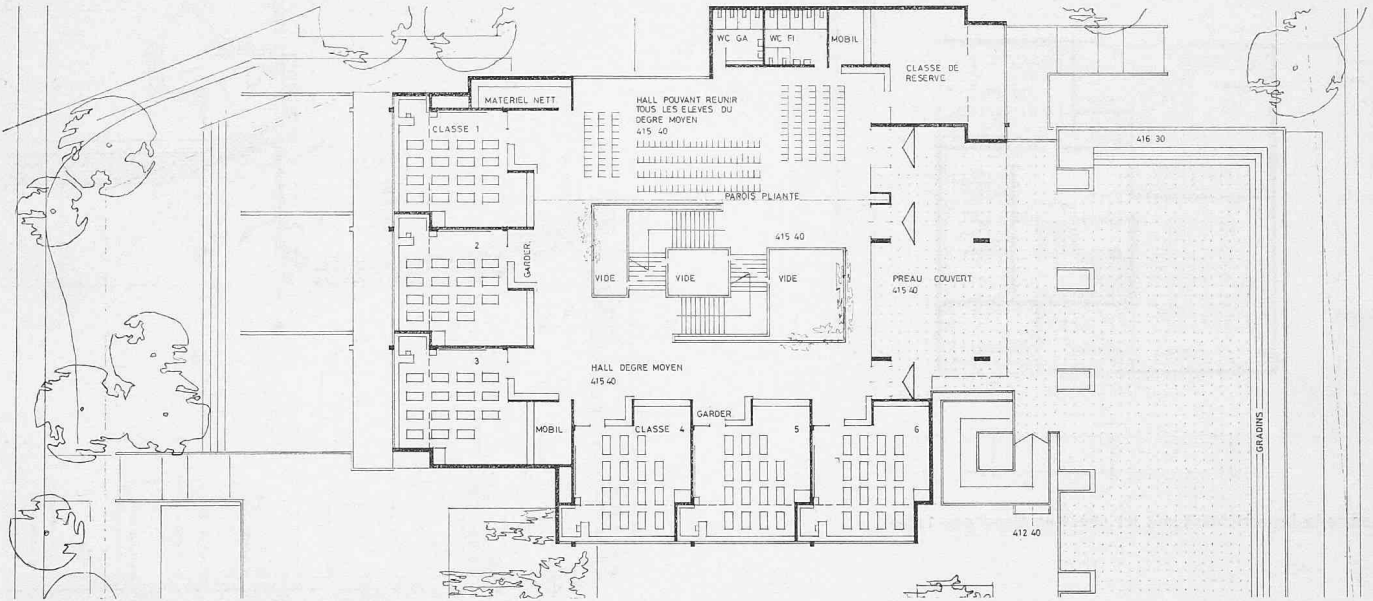 WC GA
WC FI
MOBIL
CLASSE DE
RESERVE
MATERIEL NETT
HALL POUVANT REUNIR
TOUS LES ELEVES DU
DEGRE MOYEN
415 40
CLASSE 1
416 30
PAROIS PLIANTE
415 40
2
GARDER.
VIDE
VIDE
VIDE
PREAU COUVERT
415 40
3
HALL DEGRE MOYEN
415 40
GARDER
MOBIL
CLASSE 4
5
6
GRADINS
412 40